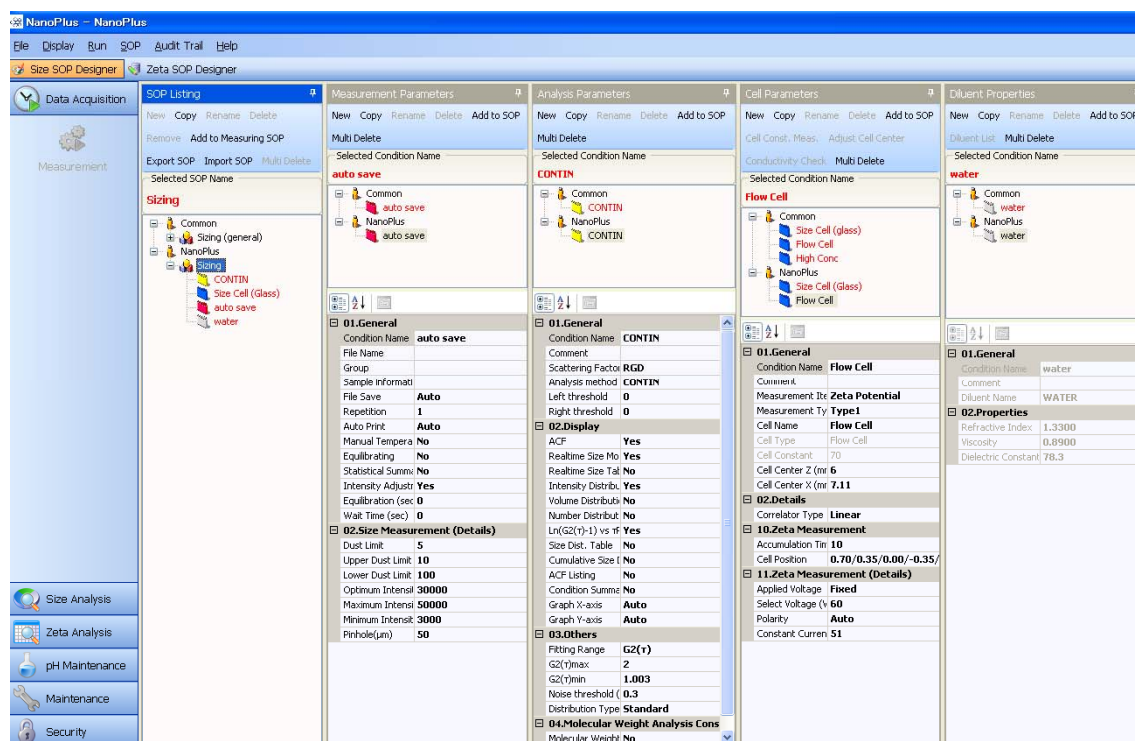 NanoPlus - NanoPlus
File Display Run SOP Audit Trail Help
Size SOP Designer Zeta SOP Designer
Data Acquisition
Measurement
Size Analysis
Zeta Analysis
pH Maintenance
Maintenance
Security
SOP Listing
New Copy Rename Delete
Remove Add to Measuring SOP
Export SOP Import SOP Multi Delete
Selected SOP Name
Sizing
Common
Sizing (general)
NanoPlus
Sizing
CONTIN
Size Cell (Glass)
auto save
water
Measurement Parameters
New Copy Rename Delete Add to SOP
Multi Delete
Selected Condition Name
auto save
Common
auto save
NanoPlus
auto save
01.General
Condition Name auto save
File Name
Group
Sample informati
File Save Auto
Repetition 1
Auto Print Auto
Manual Tempera No
Equilibrating No
Statistical Summa No
Intensity Adjustr Yes
Equilibration (sec 0
Wait Time (sec) 0
02.Size Measurement (Details)
Dust Limit 5
Upper Dust Limit 10
Lower Dust Limit 100
Optimum Intensil 30000
Maximum Intensi 50000
Minimum Intensit 3000
Pinhole(μm) 50
Analysis Parameters
New Copy Rename Delete Add to SOP
Multi Delete
Selected Condition Name
CONTIN
Common
CONTIN
NanoPlus
CONTIN
01.General
Condition Name CONTIN
Comment
Scattering Facto RGD
Analysis method CONTIN
Left threshold 0
Right threshold 0
02.Display
ACF Yes
Realtime Size Mo Yes
Realtime Size Tal No
Intensity Distribu Yes
Volume Distributi No
Number Distribut No
Ln(G2(τ)-1) vs τF Yes
Size Dist. Table No
Cumulative Size [ No
ACF Listing No
Condition Summa No
Graph X-axis Auto
Graph Y-axis Auto
03.Others
Fitting Range G2(τ)
G2(τ)max 2
G2(τ)min 1.003
Noise threshold ( 0.3
Distribution Type Standard
04.Molecular Weight Analysis Cons
Molecular Weight No
Cell Parameters
New Copy Rename Delete Add to SOP
Cell Const. Meas. Adjust Cell Center
Conductivity Check Multi Delete
Selected Condition Name
Flow Cell
Common
Size Cell (glass)
Flow Cell
High Conc
NanoPlus
Size Cell (Glass)
Flow Cell
01.General
Condition Name Flow Cell
Comment
Measurement Ite Zeta Potential
Measurement Ty Type1
Cell Name Flow Cell
Cell Type Flow Cell
Cell Constant 70
Cell Center Z (mr 6
Cell Center X (mr 7.11
02.Details
Correlator Type Linear
10.Zeta Measurement
Accumulation Tin 10
Cell Position 0.70/0.35/0.00/-0.35/
11.Zeta Measurement (Details)
Applied Voltage Fixed
Select Voltage (V 60
Polarity Auto
Constant Curren 51
Diluent Properties
New Copy Rename Delete Add to SOP
Diluent List Multi Delete
Selected Condition Name
water
Common
water
NanoPlus
water
01.General
Condition Name water
Comment
Diluent Name WATER
02.Properties
Refractive Index 1.3300
Viscosity 0.8900
Dielectric Constant 78.3